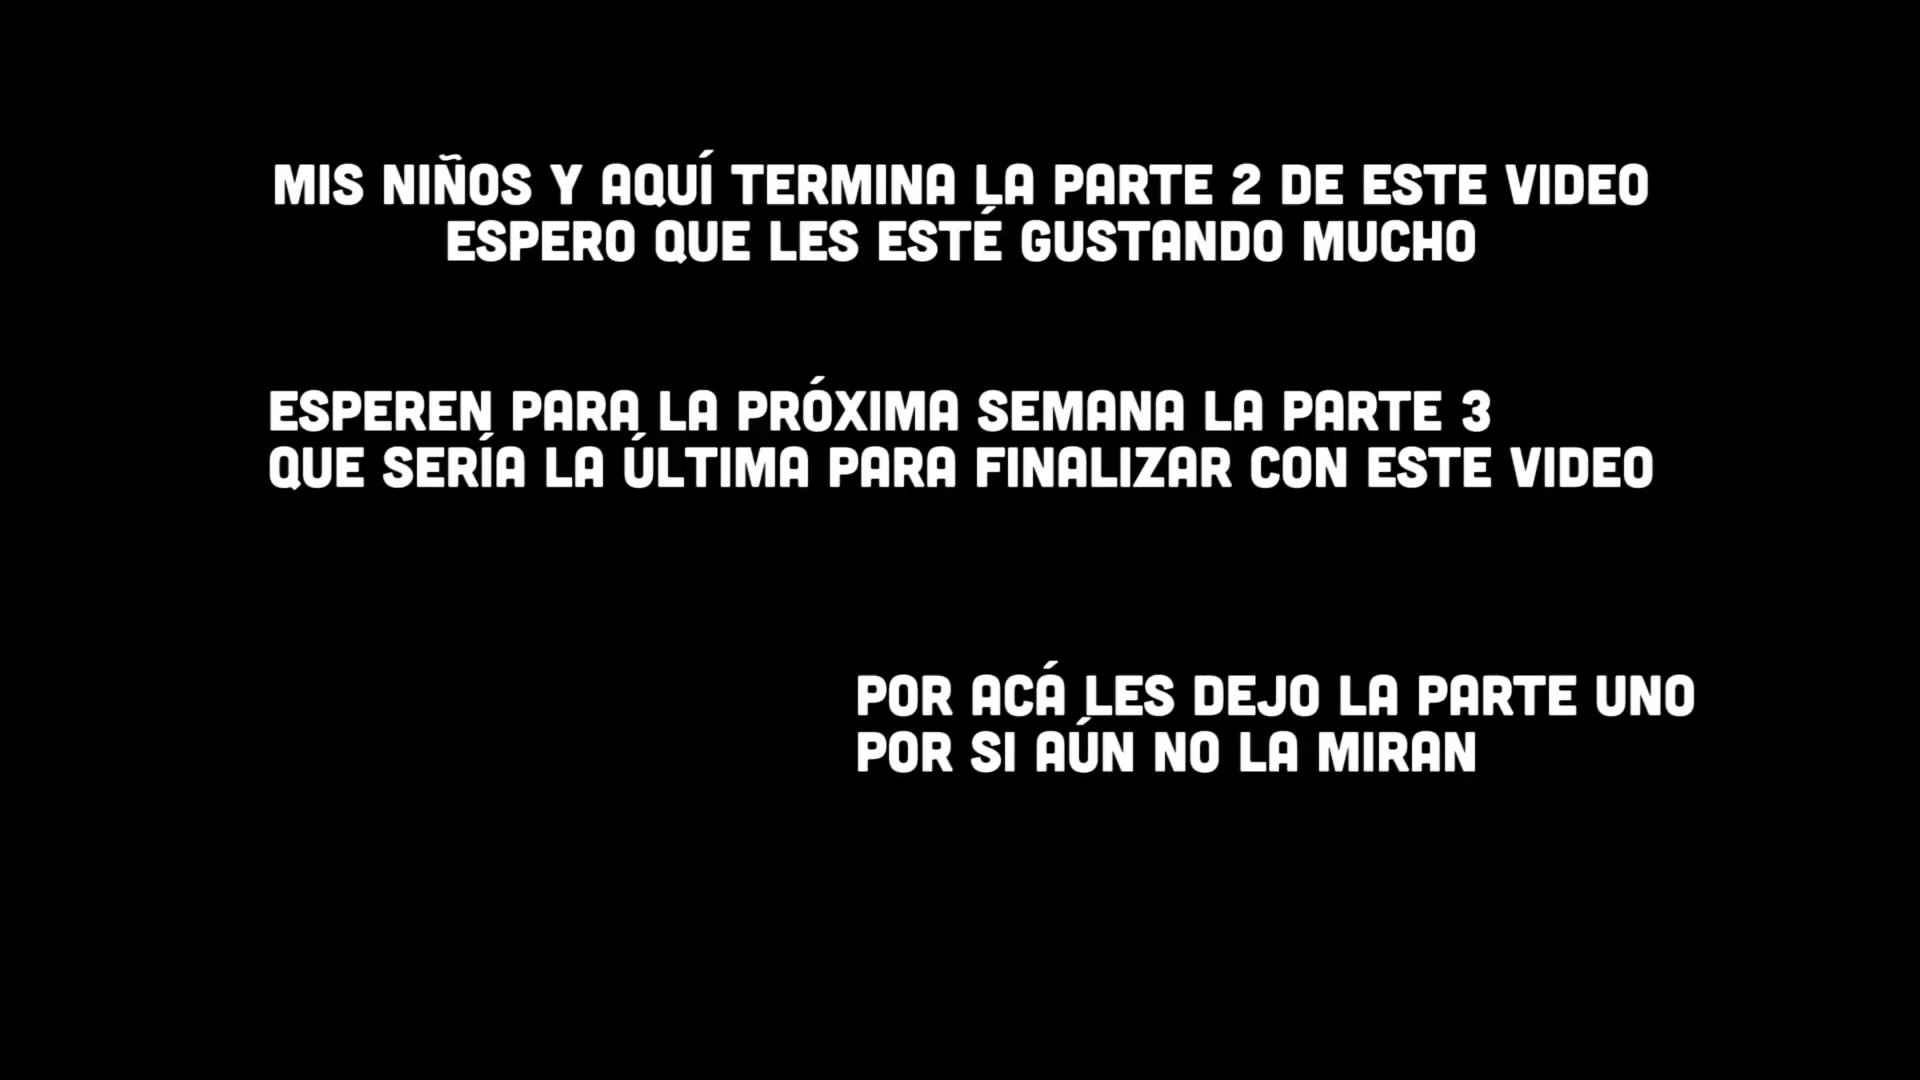 MIS NIÑOS Y AQUÍ TERMINA LA PARTE 2 DE ESTE VIDEO
ESPERO QUE LES ESTÉ GUSTANDO MUCHO
ESPEREN PARA LA PRÓXIMA SEMANA LA PARTE 3
QUE SERÍA LA ÚLTIMA PARA FINALIZAR CON ESTE VIDEO
POR ACÁ LES DEJO LA PARTE UNO
POR SI AÚN NO LA MIRAN